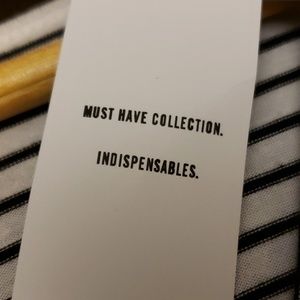 MUST HAVE COLLECTION.
INDISPENSABLES.